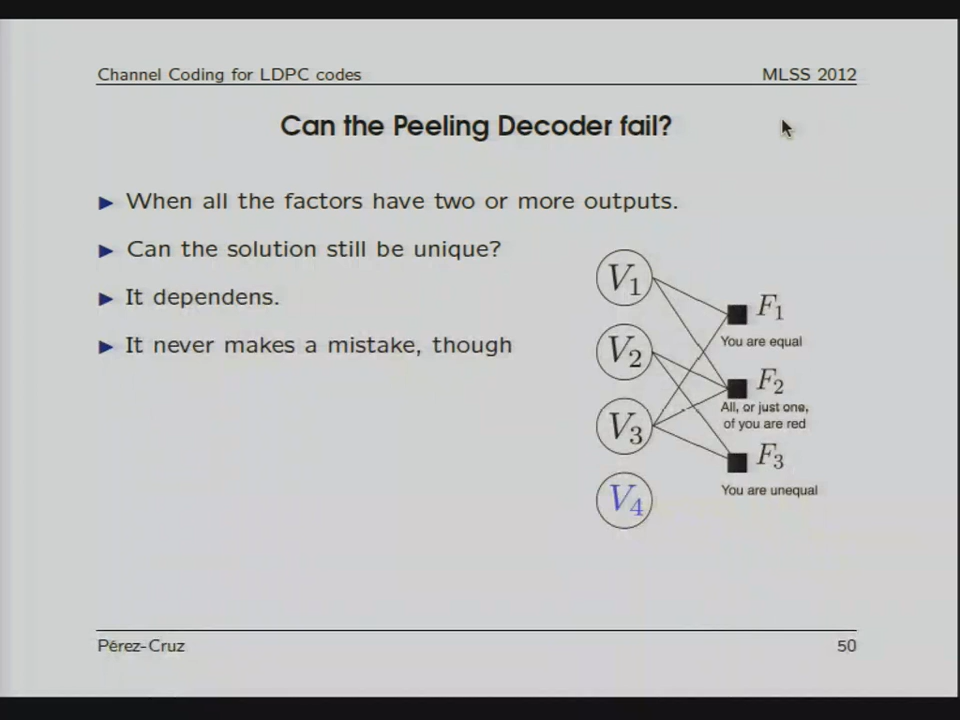 Channel Coding for LDPC codes MLSS 2012
Can the Peeling Decoder fail?
When all the factors have two or more outputs.
Can the solution still be unique?
It dependens.
It never makes a mistake, though
V1
V2
V3
V4
F1
You are equal
F2
All, or just one,
of you are red
F3
You are unequal
Pérez-Cruz 50